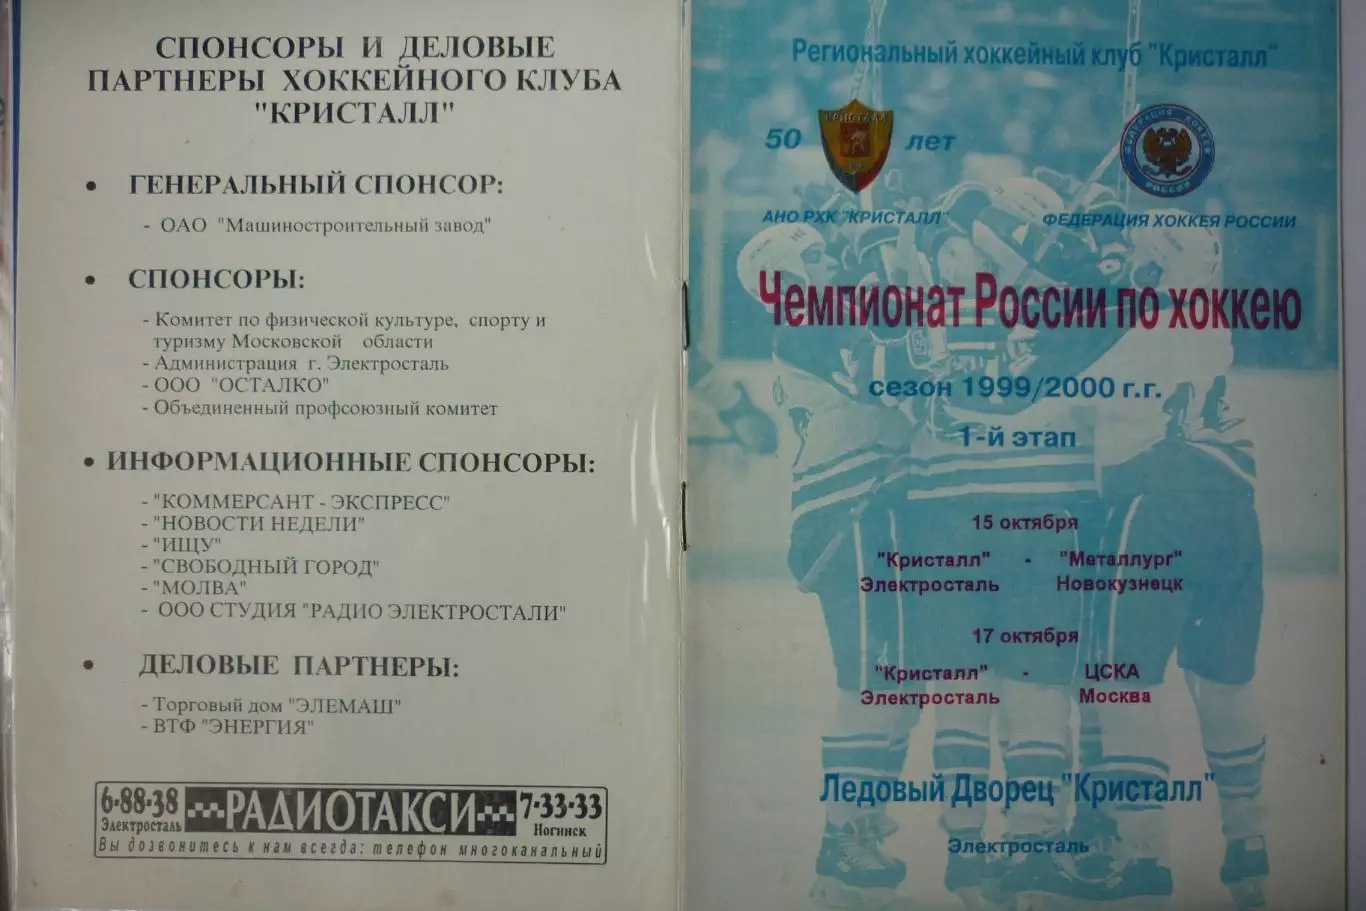 СПОНСОРЫ И ДЕЛОВЫЕ
ПАРТНЕРЫ ХОККЕЙНОГО КЛУБА
"КРИСТАЛЛ"
• ГЕНЕРАЛЬНЫЙ СПОНСОР:
- ОАО "Машиностроительный завод"
• СПОНСОРЫ:
- Комитет по физической культуре, спорту и
туризму Московской области
- Администрация г. Электросталь
- ООО "ОСТАЛКО"
- Объединенный профсоюзный комитет
• ИНФОРМАЦИОННЫЕ СПОНСОРЫ:
- "КОММЕРСАНТ - ЭКСПРЕСС"
- "НОВОСТИ НЕДЕЛИ"
- "ИЩУ"
- "СВОБОДНЫЙ ГОРОД"
- "МОЛВА"
- ООО СТУДИЯ "РАДИО ЭЛЕКТРОСТАЛИ"
• ДЕЛОВЫЕ ПАРТНЕРЫ:
- Торговый дом "ЭЛЕМАШ"
- ВТФ "ЭНЕРГИЯ"
6-88-38
Электросталь
РАДИОТАКСИ
7-33-33
Ногинск
Вы дозвонитесь к нам всегда: телефон многоканальный
Региональный хоккейный клуб "Кристалл"
50 лет
КРИСТАЛЛ
ФЕДЕРАЦИЯ ХОККЕЯ
РОССИИ
АНО РХК "КРИСТАЛЛ"
ФЕДЕРАЦИЯ ХОККЕЯ РОССИИ
Чемпионат России по хоккею
сезон 1999/2000 г.г.
1-й этап
15 октября
"Кристалл" - "Металлург"
Электросталь Новокузнецк
17 октября
"Кристалл" - ЦСКА
Электросталь Москва
Ледовый Дворец "Кристалл"
Электросталь